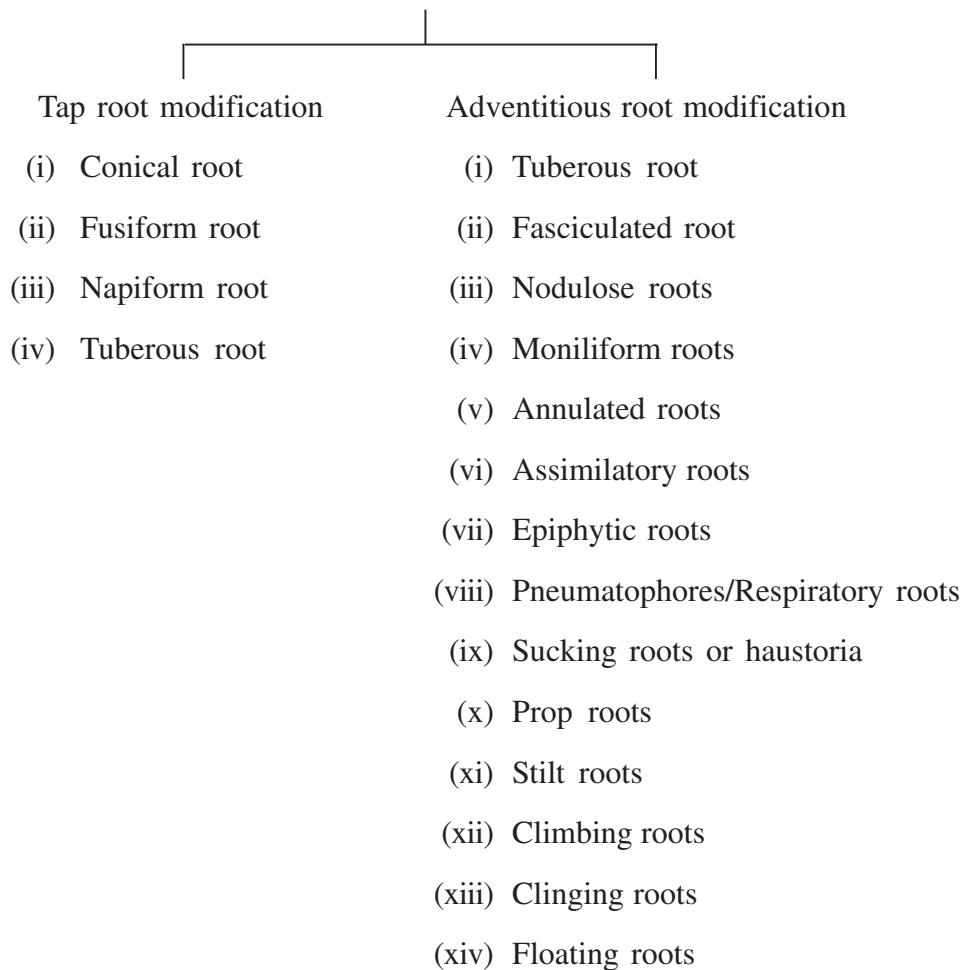 Tap root modification
(i) Conical root
(ii) Fusiform root
(iii) Napiform root
(iv) Tuberous root
Adventitious root modification
(i) Tuberous root
(ii) Fasciculated root
(iii) Nodulose roots
(iv) Moniliform roots
(v) Annulated roots
(vi) Assimilatory roots
(vii) Epiphytic roots
(viii) Pneumatophores/Respiratory roots
(ix) Sucking roots or haustoria
(x) Prop roots
(xi) Stilt roots
(xii) Climbing roots
(xiii) Clinging roots
(xiv) Floating roots